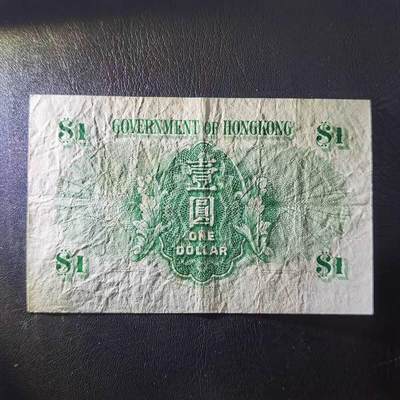 $1 GOVERNMENT OF HONGKONG $1
壹
圓
ONE
DOLLAR
$1 $1